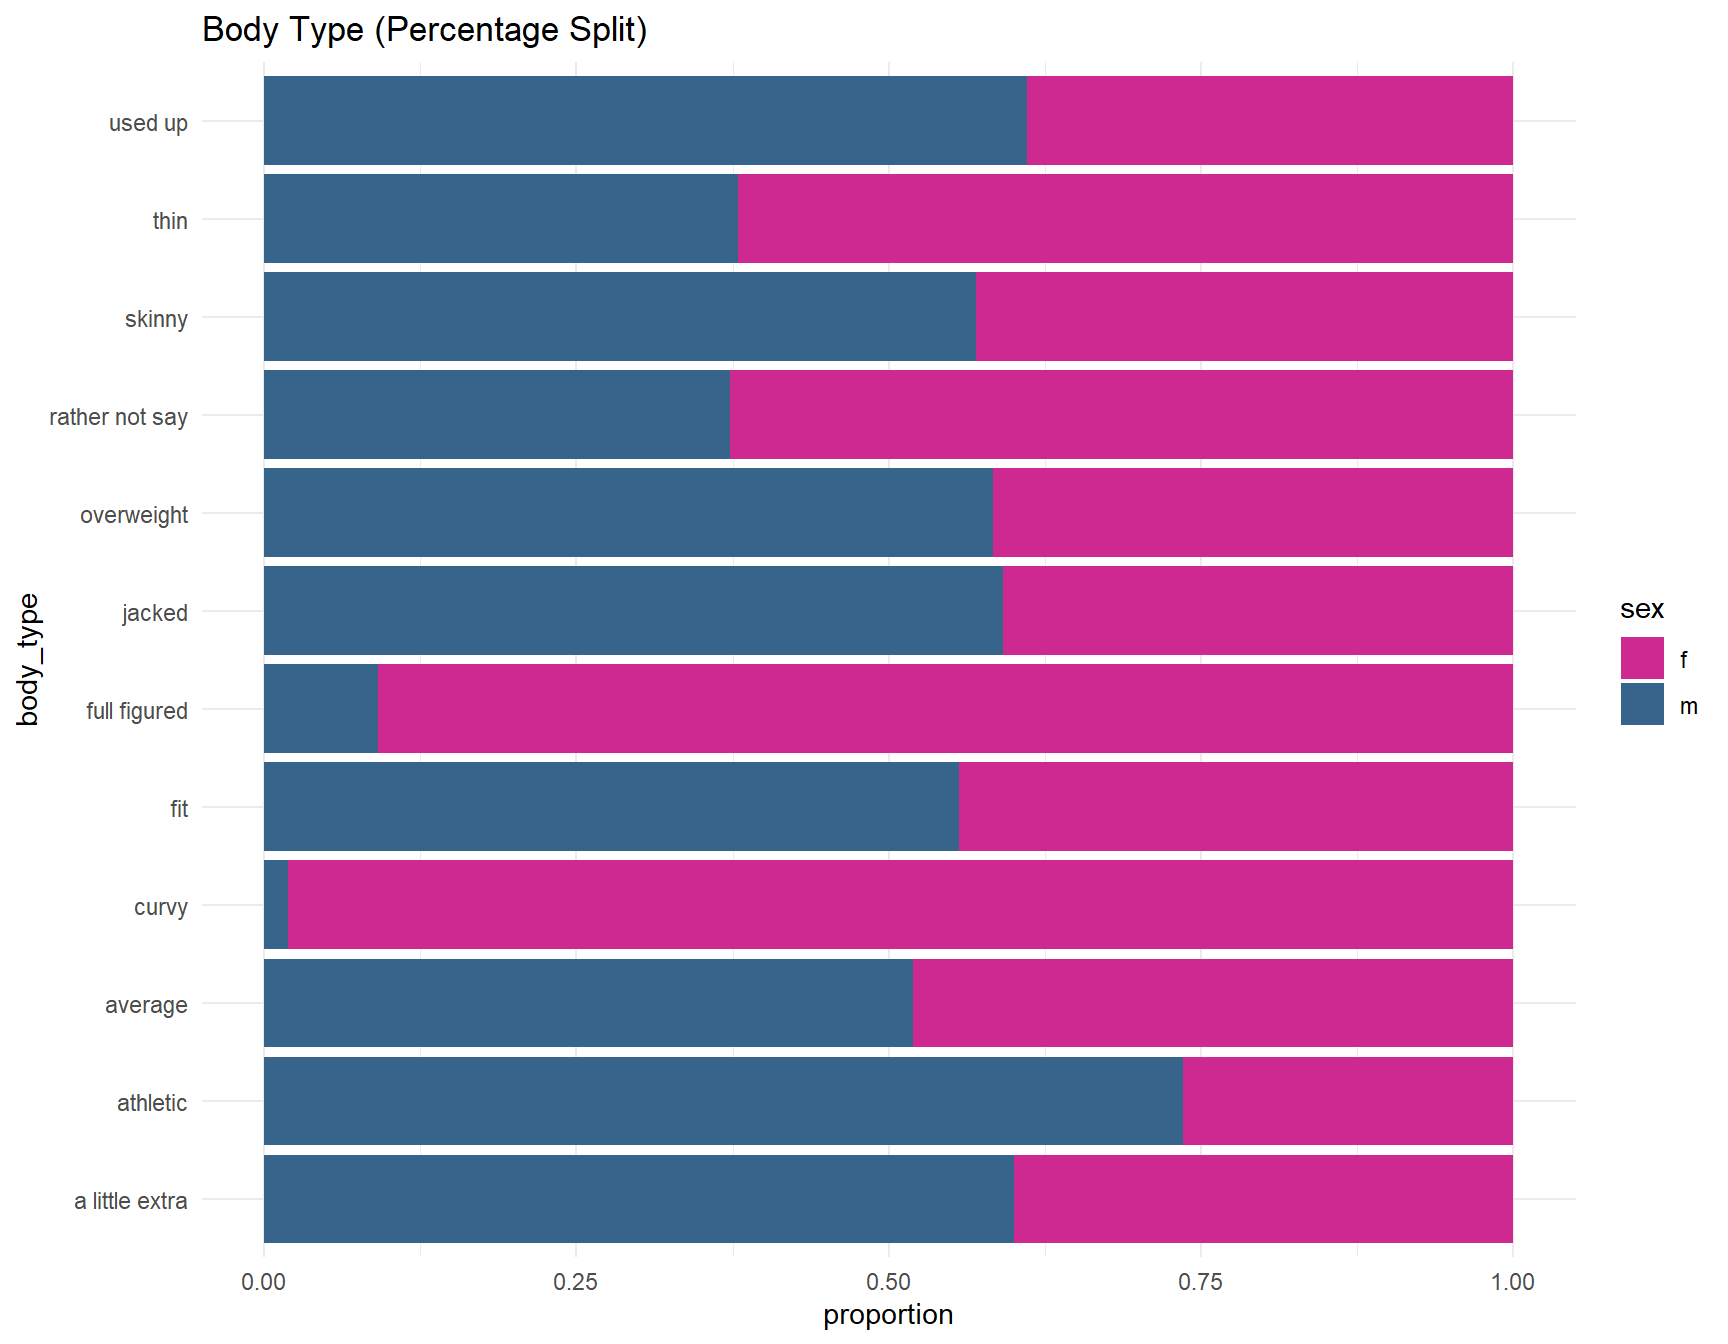 Body Type (Percentage Split)
used up
thin
skinny
rather not say
overweight
jacked
full figured
fit
curvy
average
athletic
a little extra
body_type
0.00 0.25 0.50 0.75 1.00
proportion
sex
f
m